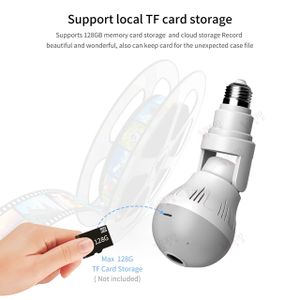 Support local TF card storage
Supports 128GB memory card storage and cloud storage Record
beautiful and wonderful, also can keep card for the unexpected case file
128G
Max 128G
TF Card Storage
( Not included)